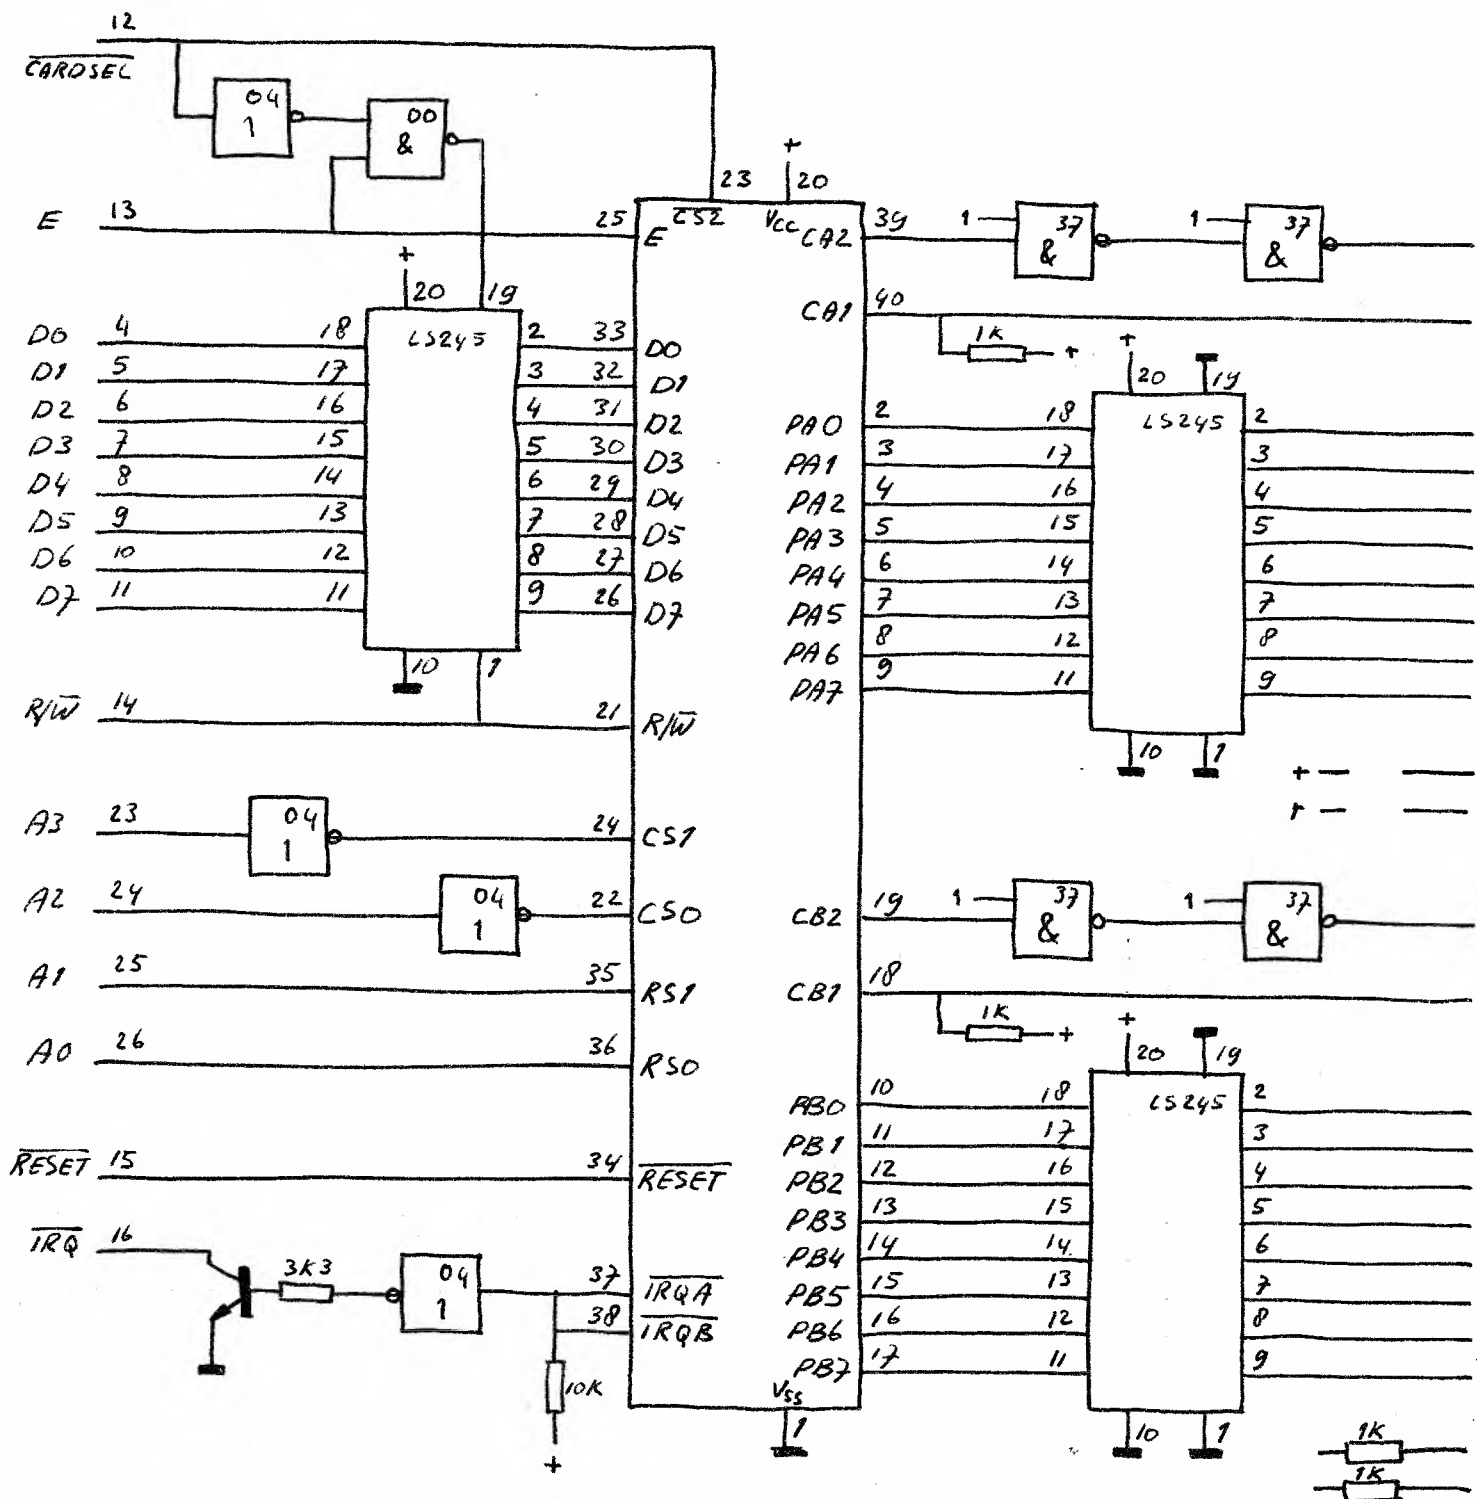 12
C̅A̅R̅D̅S̅E̅L̅
04
1
00
&
23
+
20
E 13
25 E
C̅S̅2̅
VCC
CA2 39
1 37 &
1 37 &
+
20
19
CA1 40
1K +
D0 4 18 LS245 2 33 D0
D1 5 17 3 32 D1
D2 6 16 4 31 D2
D3 7 15 5 30 D3
D4 8 14 6 29 D4
D5 9 13 7 28 D5
D6 10 12 8 27 D6
D7 11 11 9 26 D7
10
1
+
20
19
PA0 2 18 LS245 2
PA1 3 17 3
PA2 4 16 4
PA3 5 15 5
PA4 6 14 6
PA5 7 13 7
PA6 8 12 8
PA7 9 11 9
10
1
R/W̅ 14 21 R/W̅
+
A3 23 04 1 24 CS1
A2 24 04 1 22 CS0
CB2 19 1 37 & 1 37 &
A1 25 35 RS1
CB1 18
1K +
A0 26 36 RS0
+
20
19
PB0 10 18 LS245 2
PB1 11 17 3
PB2 12 16 4
PB3 13 15 5
PB4 14 14 6
PB5 15 13 7
PB6 16 12 8
PB7 17 11 9
10
1
R̅E̅S̅E̅T̅ 15 34 R̅E̅S̅E̅T̅
I̅R̅Q̅ 16
3K3
04
1
37 I̅R̅Q̅A̅
38 I̅R̅Q̅B̅
10K
+
VSS
1
1K
1K